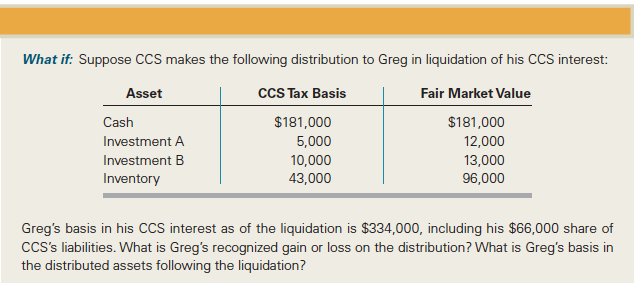 What if: Suppose CCS makes the following distribution to Greg in liquidation of his CCS interest:
Asset CCS Tax Basis Fair Market Value
Cash $181,000 $181,000
Investment A 5,000 12,000
Investment B 10,000 13,000
Inventory 43,000 96,000
Greg's basis in his CCS interest as of the liquidation is $334,000, including his $66,000 share of
CCS's liabilities. What is Greg's recognized gain or loss on the distribution? What is Greg's basis in
the distributed assets following the liquidation?